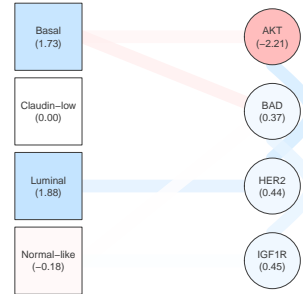 Basal
(1.73)
AKT
(−2.21)
Claudin−low
(0.00)
BAD
(0.37)
Luminal
(1.88)
HER2
(0.44)
Normal−like
(−0.18)
IGF1R
(0.45)